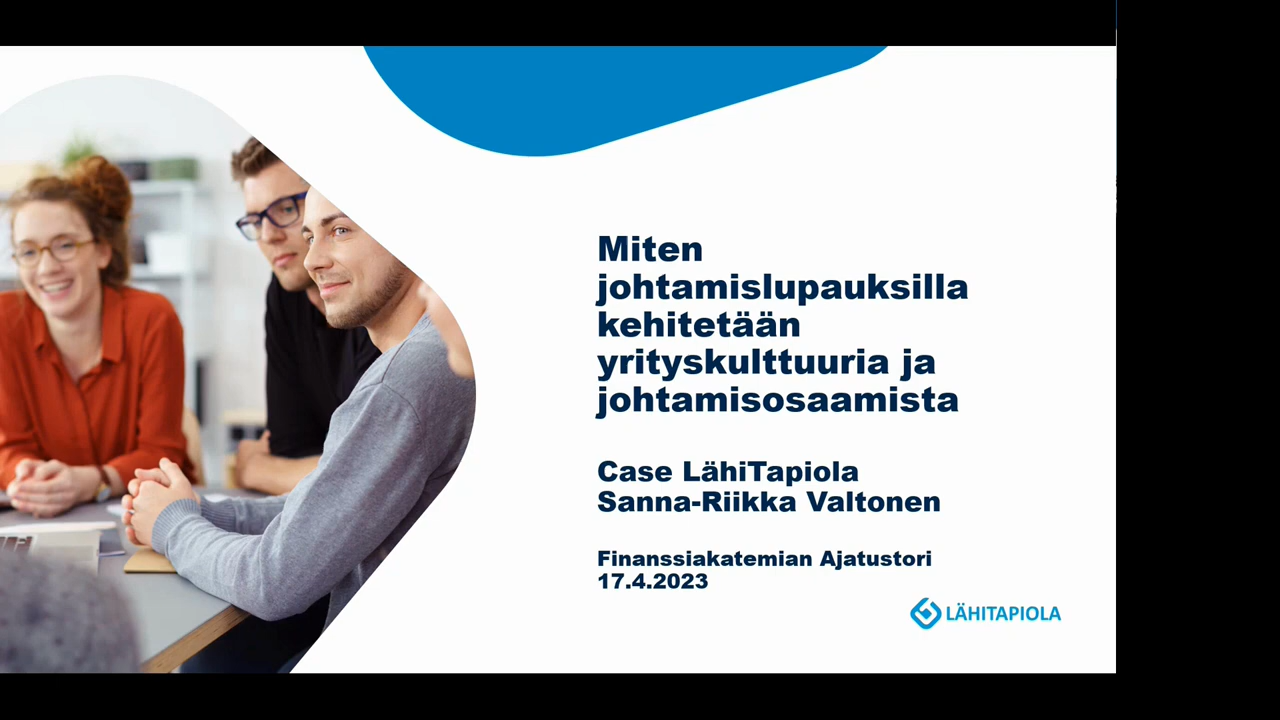 Miten
johtamislupauksilla
kehitetään
yrityskulttuuria ja
johtamisosaamista
Case LähiTapiola
Sanna-Riikka Valtonen
Finanssiakatemian Ajatustori
17.4.2023
LÄHITAPIOLA